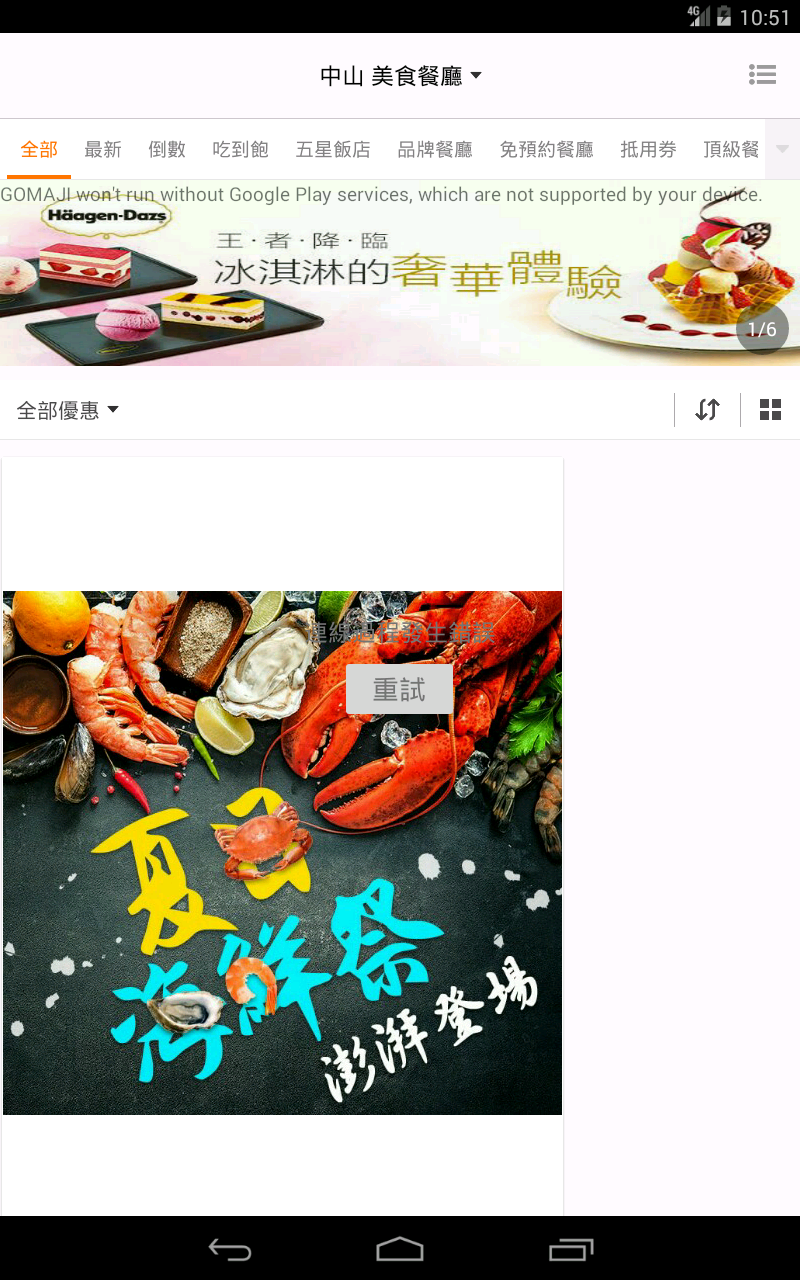 4G 10:51
中山 美食餐廳
全部 最新 倒數 吃到飽 五星飯店 品牌餐廳 免預約餐廳 抵用券 頂級餐
GOMAJI won't run without Google Play services, which are not supported by your device.
Häagen-Dazs
王·者·降·臨
冰淇淋的奢華體驗
1/6
全部優惠
連線過程發生錯誤
重試
夏日
海鮮祭
澎湃登場